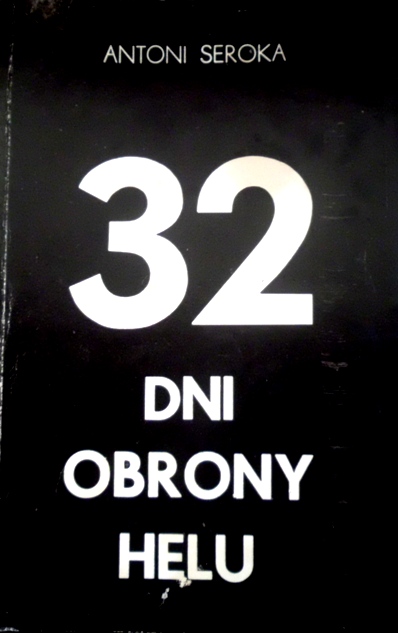 ANTONI SEROKA
32
DNI
OBRONY
HELU